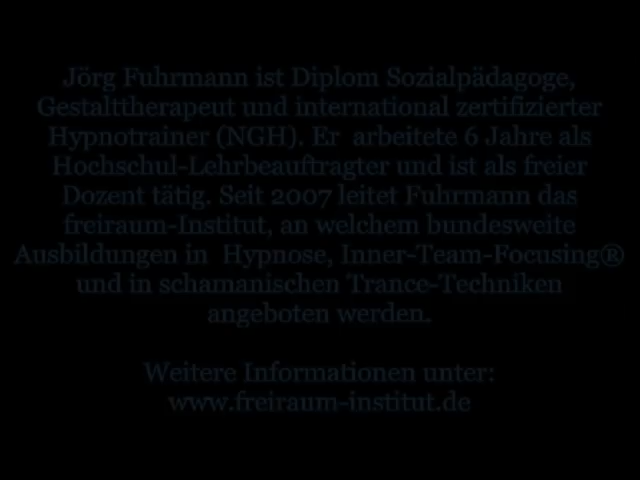 Jörg Fuhrmann ist Diplom Sozialpädagoge,
Gestalttherapeut und international zertifizierter
Hypnotrainer (NGH). Er arbeitete 6 Jahre als
Hochschul-Lehrbeauftragter und ist als freier
Dozent tätig. Seit 2007 leitet Fuhrmann das
freiraum-Institut, an welchem bundesweite
Ausbildungen in Hypnose, Inner-Team-Focusing®
und in schamanischen Trance-Techniken
angeboten werden.
Weitere Informationen unter:
www.freiraum-institut.de